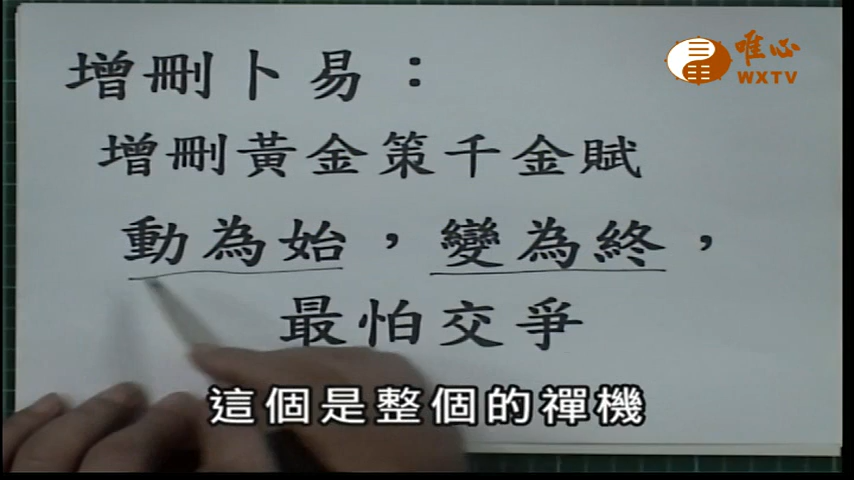 增刪卜易：
唯心
WXTV
增刪黃金策千金賦
動為始，變為終，
最怕交爭
這個是整個的禪機